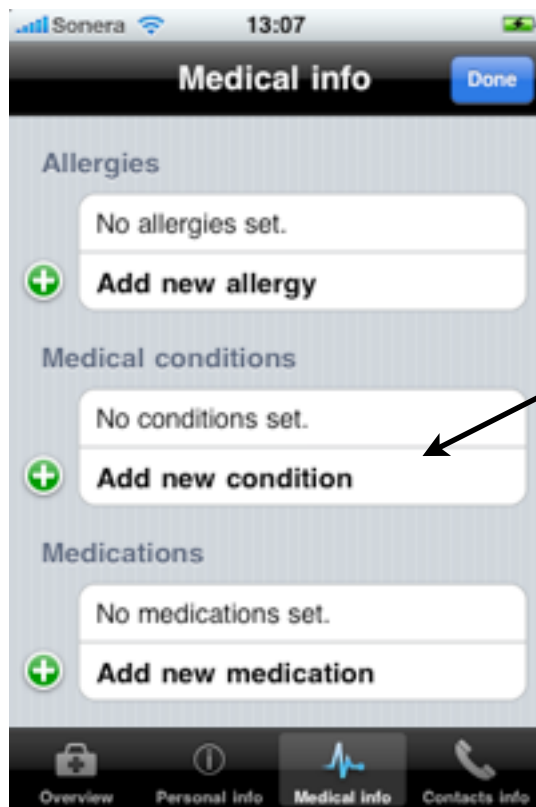 Sonera 13:07
Medical info Done
Allergies
No allergies set.
Add new allergy
Medical conditions
No conditions set.
Add new condition
Medications
No medications set.
Add new medication
Overview Personal info Medical info Contacts info